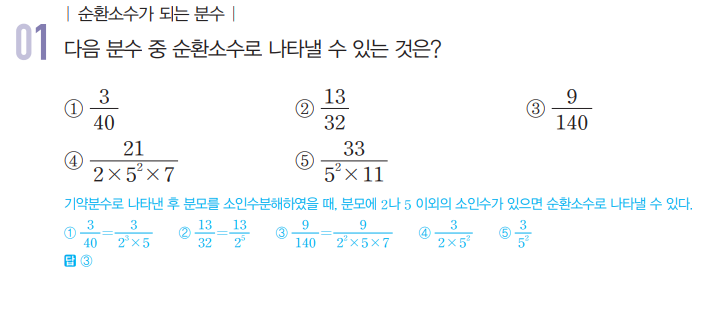 | 순환소수가 되는 분수 |
01 다음 분수 중 순환소수로 나타낼 수 있는 것은?
① 3/40 ② 13/32 ③ 9/140
④ 21/(2×5²×7) ⑤ 33/(5²×11)
기약분수로 나타낸 후 분모를 소인수분해하였을 때, 분모에 2나 5 이외의 소인수가 있으면 순환소수로 나타낼 수 있다.
① 3/40=3/(2³×5) ② 13/32=13/2⁵ ③ 9/140=9/(2²×5×7) ④ 3/(2×5²) ⑤ 3/5²
답 ③